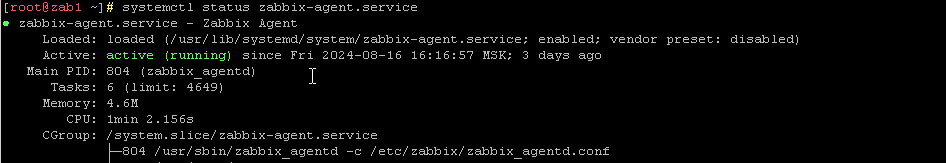 [root@zab1 ~]# systemctl status zabbix-agent.service
● zabbix-agent.service - Zabbix Agent
Loaded: loaded (/usr/lib/systemd/system/zabbix-agent.service; enabled; vendor preset: disabled)
Active: active (running) since Fri 2024-08-16 16:16:57 MSK; 3 days ago
Main PID: 804 (zabbix_agentd)
Tasks: 6 (limit: 4649)
Memory: 4.6M
CPU: 1min 2.156s
CGroup: /system.slice/zabbix-agent.service
├─804 /usr/sbin/zabbix_agentd -c /etc/zabbix/zabbix_agentd.conf